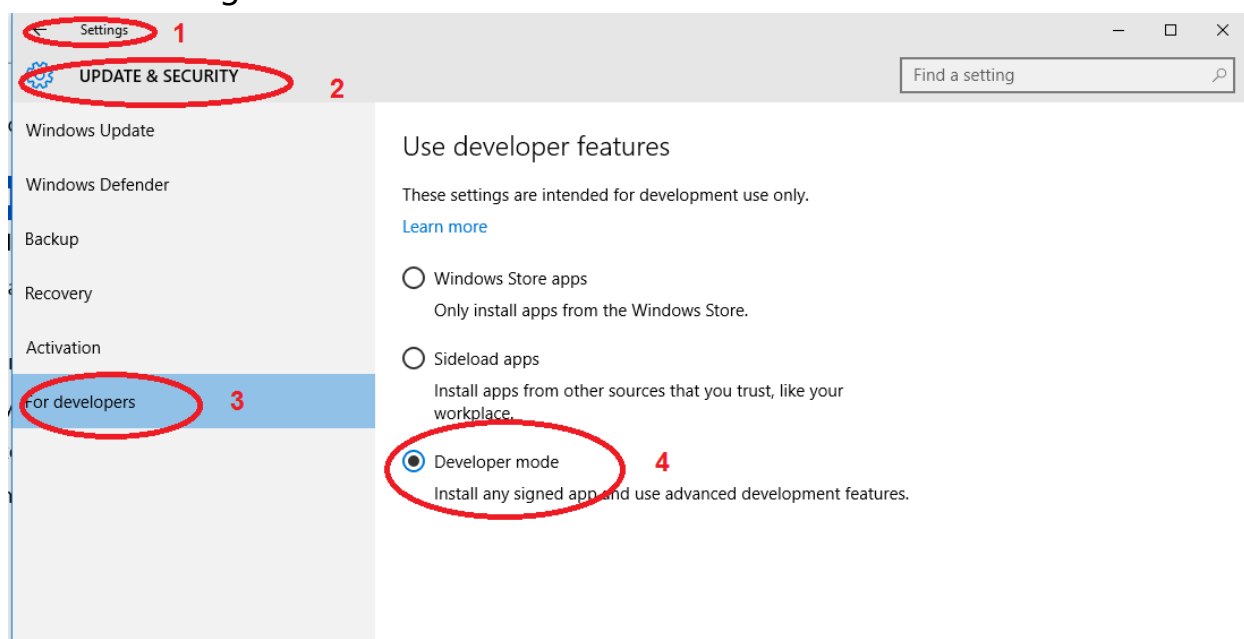 Settings 1
UPDATE & SECURITY 2
Find a setting
Windows Update
Windows Defender
Backup
Recovery
Activation
For developers 3
Use developer features
These settings are intended for development use only.
Learn more
Windows Store apps
Only install apps from the Windows Store.
Sideload apps
Install apps from other sources that you trust, like your
workplace.
Developer mode 4
Install any signed app and use advanced development features.